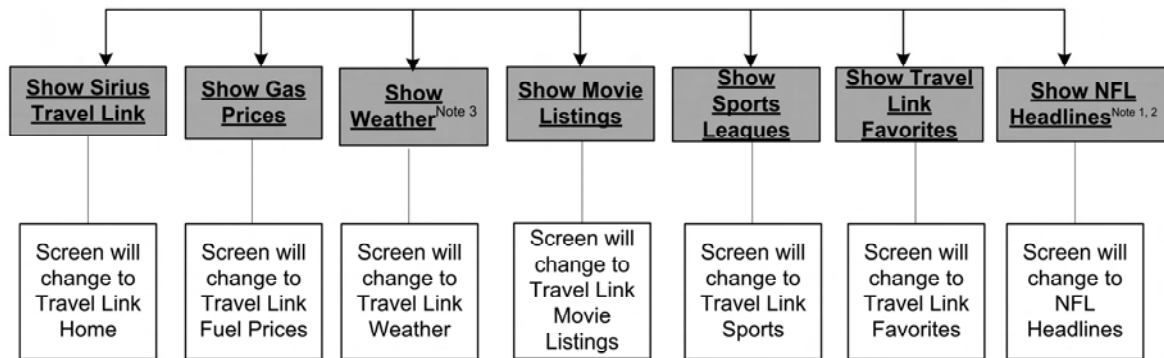 Show Sirius
Travel Link
Show Gas
Prices
Show
Weather Note 3
Show Movie
Listings
Show
Sports
Leagues
Show Travel
Link
Favorites
Show NFL
Headlines Note 1, 2
Screen will
change to
Travel Link
Home
Screen will
change to
Travel Link
Fuel Prices
Screen will
change to
Travel Link
Weather
Screen will
change to
Travel Link
Movie
Listings
Screen will
change to
Travel Link
Sports
Screen will
change to
Travel Link
Favorites
Screen will
change to
NFL
Headlines